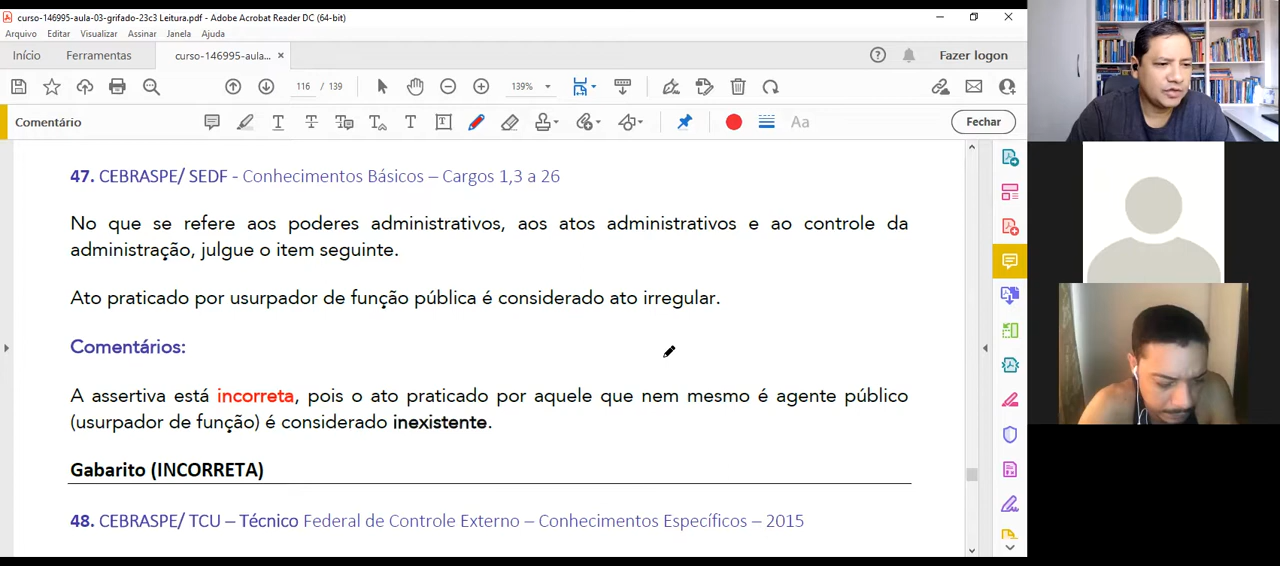 curso-146995-aula-03-grifado-23c3 Leitura.pdf - Adobe Acrobat Reader DC (64-bit)
Arquivo Editar Visualizar Assinar Janela Ajuda
Início Ferramentas curso-146995-aula... × Fazer logon
116 / 139 139%
Comentário Fechar
47. CEBRASPE/ SEDF - Conhecimentos Básicos – Cargos 1,3 a 26
No que se refere aos poderes administrativos, aos atos administrativos e ao controle da
administração, julgue o item seguinte.
Ato praticado por usurpador de função pública é considerado ato irregular.
Comentários:
A assertiva está incorreta, pois o ato praticado por aquele que nem mesmo é agente público
(usurpador de função) é considerado inexistente.
Gabarito (INCORRETA)
48. CEBRASPE/ TCU – Técnico Federal de Controle Externo – Conhecimentos Específicos – 2015